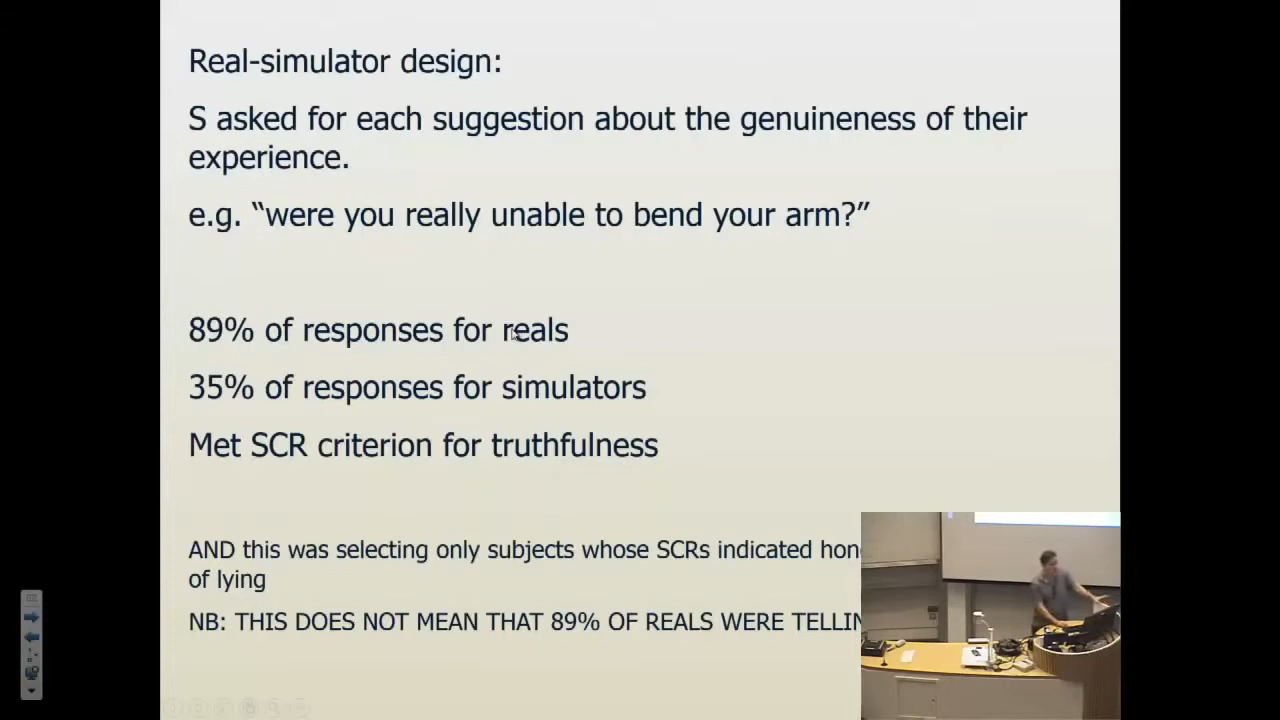 Real-simulator design:
S asked for each suggestion about the genuineness of their
experience.
e.g. “were you really unable to bend your arm?”
89% of responses for reals
35% of responses for simulators
Met SCR criterion for truthfulness
AND this was selecting only subjects whose SCRs indicated
of lying
NB: THIS DOES NOT MEAN THAT 89% OF REALS WERE